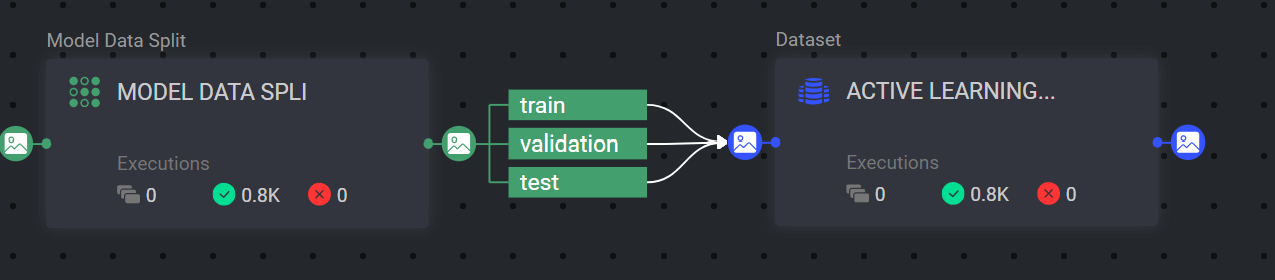 Model Data Split
MODEL DATA SPLI
Executions
0 0.8K 0
train
validation
test
Dataset
ACTIVE LEARNING...
Executions
0 0.8K 0